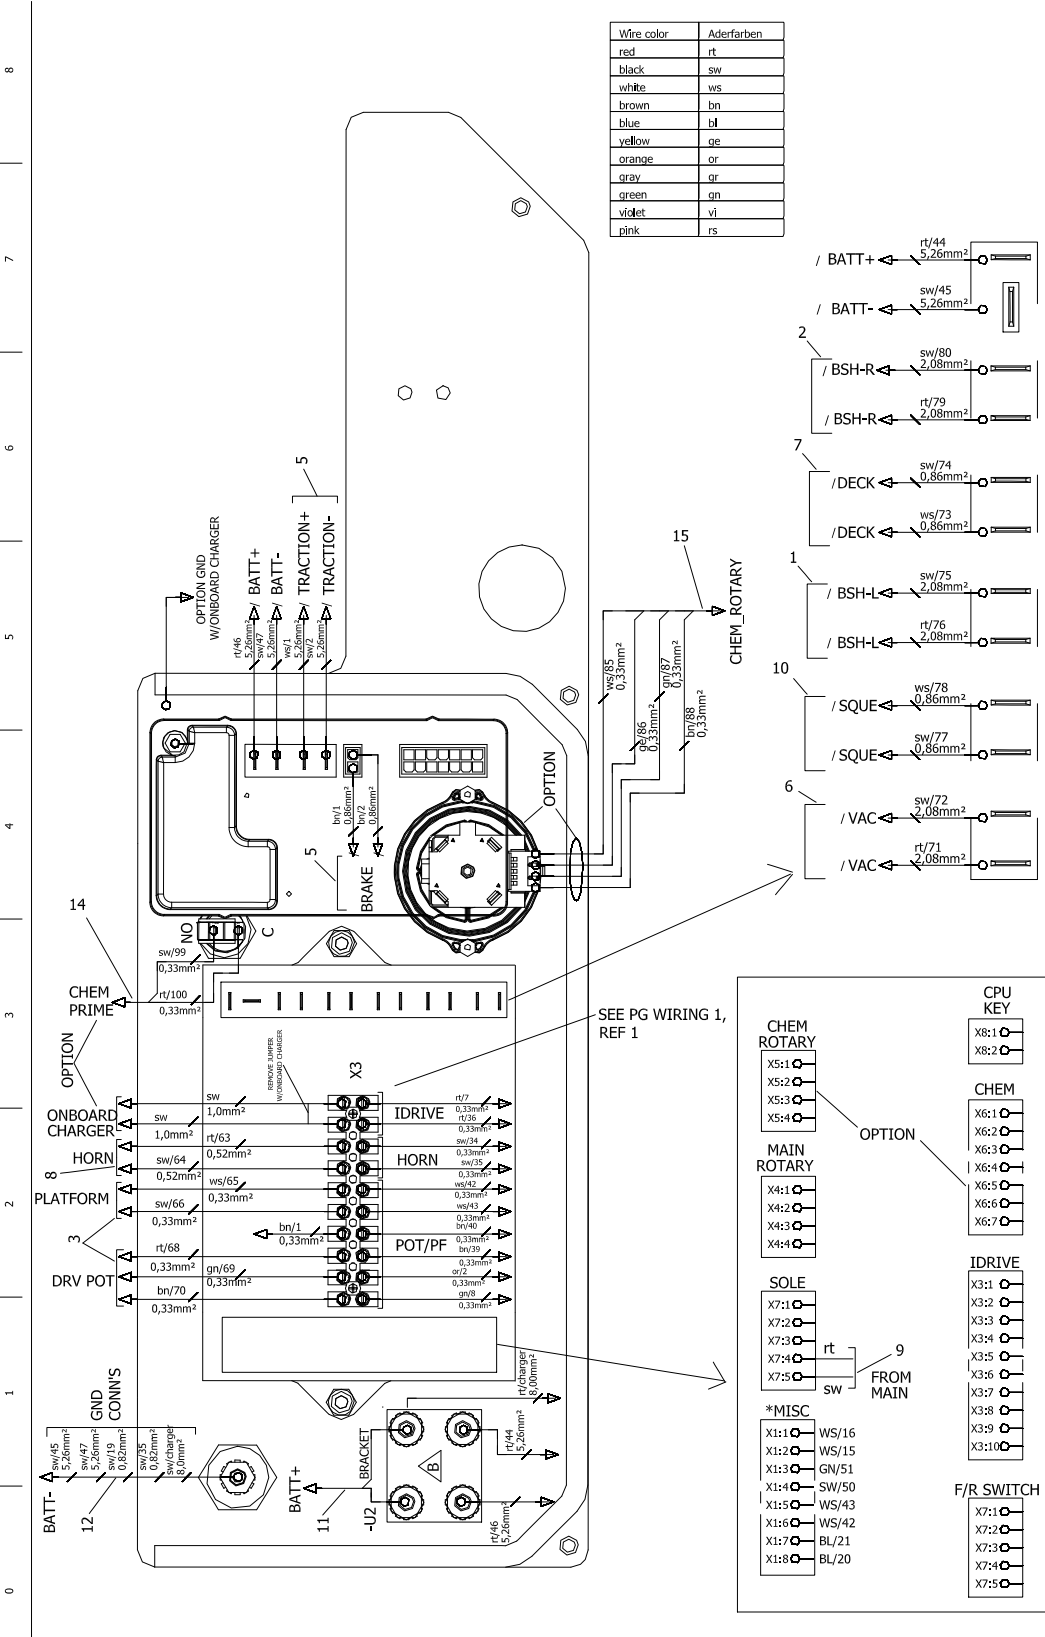 Wire color Aderfarben
red rt
black sw
white ws
brown bn
blue bl
yellow ge
orange or
gray gr
green gn
violet vi
pink rs
8
7
6
5
4
3
2
1
0
/ BATT+ rt/44 5,26mm²
/ BATT- sw/45 5,26mm²
2
/ BSH-R sw/80 2,08mm²
/ BSH-R rt/79 2,08mm²
7
/DECK sw/74 0,86mm²
/DECK ws/73 0,86mm²
1
/ BSH-L sw/75 2,08mm²
/ BSH-L rt/76 2,08mm²
10
/SQUE ws/78 0,86mm²
/SQUE sw/77 0,86mm²
6
/ VAC sw/72 2,08mm²
/ VAC rt/71 2,08mm²
OPTION GND
W/ONBOARD CHARGER
5
rt/46 5,26mm² / BATT+
sw/47 5,26mm² / BATT-
ws/1 5,26mm² / TRACTION+
sw/2 5,26mm² / TRACTION-
15
CHEM_ROTARY
ws/85 0,33mm²
ge/86 0,33mm²
gn/87 0,33mm²
bn/88 0,33mm²
OPTION
bn/1 0,86mm²
bn/2 0,86mm²
5
BRAKE
14
NO
C
sw/99 0,33mm²
rt/100 0,33mm²
CHEM
PRIME
OPTION
SEE PG WIRING 1,
REF 1
REMOVE JUMPER
W/ONBOARD CHARGER
X3
ONBOARD
CHARGER
sw 1,0mm²
sw 1,0mm²
HORN
8
rt/63 0,52mm²
sw/64 0,52mm²
PLATFORM
ws/65 0,33mm²
sw/66 0,33mm²
3
bn/1 0,33mm²
DRV POT
rt/68 0,33mm²
gn/69 0,33mm²
bn/70 0,33mm²
IDRIVE
rt/7 0,33mm²
rt/36 0,33mm²
HORN
sw/34 0,33mm²
sw/35 0,33mm²
ws/42 0,33mm²
ws/43 0,33mm²
POT/PF
bn/40 0,33mm²
bn/39 0,33mm²
or/2 0,33mm²
gn/8 0,33mm²
GND
CONN'S
sw/45 5,26mm²
sw/47 5,26mm²
sw/19 0,82mm²
sw/35 0,82mm²
sw/charger 8,0mm²
BATT-
12
BATT+
11
BRACKET
-U2
B
rt/charger 8,00mm²
rt/44 5,26mm²
rt/46 5,26mm²
CHEM
ROTARY
X5:1
X5:2
X5:3
X5:4
CPU
KEY
X8:1
X8:2
OPTION
CHEM
X6:1
X6:2
X6:3
X6:4
X6:5
X6:6
X6:7
MAIN
ROTARY
X4:1
X4:2
X4:3
X4:4
SOLE
X7:1
X7:2
X7:3
X7:4 rt
X7:5 sw
9
FROM
MAIN
IDRIVE
X3:1
X3:2
X3:3
X3:4
X3:5
X3:6
X3:7
X3:8
X3:9
X3:10
*MISC
X1:1 WS/16
X1:2 WS/15
X1:3 GN/51
X1:4 SW/50
X1:5 WS/43
X1:6 WS/42
X1:7 BL/21
X1:8 BL/20
F/R SWITCH
X7:1
X7:2
X7:3
X7:4
X7:5